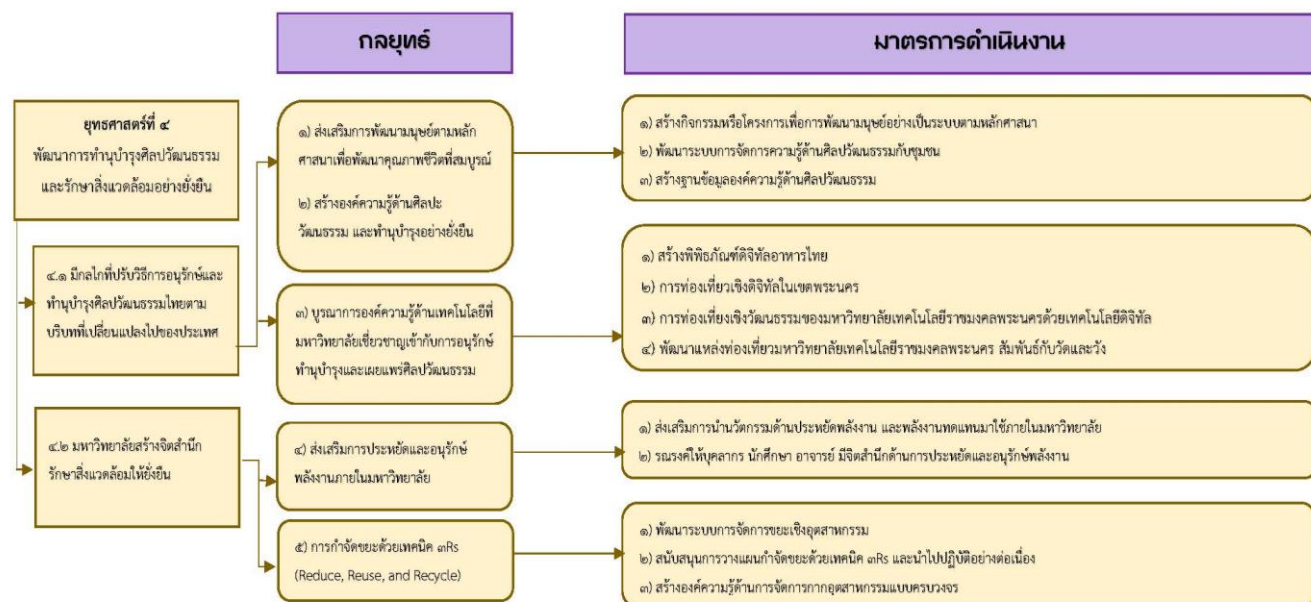 กลยุทธ์
มาตรการดำเนินงาน
ยุทธศาสตร์ที่ ๔
พัฒนาการทำนุบำรุงศิลปวัฒนธรรม
และรักษาสิ่งแวดล้อมอย่างยั่งยืน
๔.๑ มีกลไกที่ปรับวิธีการอนุรักษ์และ
ทำนุบำรุงศิลปวัฒนธรรมไทยตาม
บริบทที่เปลี่ยนแปลงไปของประเทศ
๔.๒ มหาวิทยาลัยสร้างจิตสำนึก
รักษาสิ่งแวดล้อมให้ยั่งยืน
๑) ส่งเสริมการพัฒนามนุษย์ตามหลัก
ศาสนาเพื่อพัฒนาคุณภาพชีวิตที่สมบูรณ์
๒) สร้างองค์ความรู้ด้านศิลปะ
วัฒนธรรม และทำนุบำรุงอย่างยั่งยืน
๓) บูรณาการองค์ความรู้ด้านเทคโนโลยีที่
มหาวิทยาลัยเชี่ยวชาญเข้ากับการอนุรักษ์
ทำนุบำรุงและเผยแพร่ศิลปวัฒนธรรม
๔) ส่งเสริมการประหยัดและอนุรักษ์
พลังงานภายในมหาวิทยาลัย
๕) การกำจัดขยะด้วยเทคนิค ๓Rs
(Reduce, Reuse, and Recycle)
๑) สร้างกิจกรรมหรือโครงการเพื่อการพัฒนามนุษย์อย่างเป็นระบบตามหลักศาสนา
๒) พัฒนาระบบการจัดการความรู้ด้านศิลปวัฒนธรรมกับชุมชน
๓) สร้างฐานข้อมูลองค์ความรู้ด้านศิลปวัฒนธรรม
๑) สร้างพิพิธภัณฑ์ดิจิทัลอาหารไทย
๒) การท่องเที่ยวเชิงดิจิทัลในเขตพระนคร
๓) การท่องเที่ยงเชิงวัฒนธรรมของมหาวิทยาลัยเทคโนโลยีราชมงคลพระนครด้วยเทคโนโลยีดิจิทัล
๔) พัฒนาแหล่งท่องเที่ยวมหาวิทยาลัยเทคโนโลยีราชมงคลพระนคร สัมพันธ์กับวัดและวัง
๑) ส่งเสริมการนำนวัตกรรมด้านประหยัดพลังงาน และพลังงานทดแทนมาใช้ภายในมหาวิทยาลัย
๒) รณรงค์ให้บุคลากร นักศึกษา อาจารย์ มีจิตสำนึกด้านการประหยัดและอนุรักษ์พลังงาน
๑) พัฒนาระบบการจัดการขยะเชิงอุตสาหกรรม
๒) สนับสนุนการวางแผนกำจัดขยะด้วยเทคนิค ๓Rs และนำไปปฏิบัติอย่างต่อเนื่อง
๓) สร้างองค์ความรู้ด้านการจัดการกากอุตสาหกรรมแบบครบวงจร